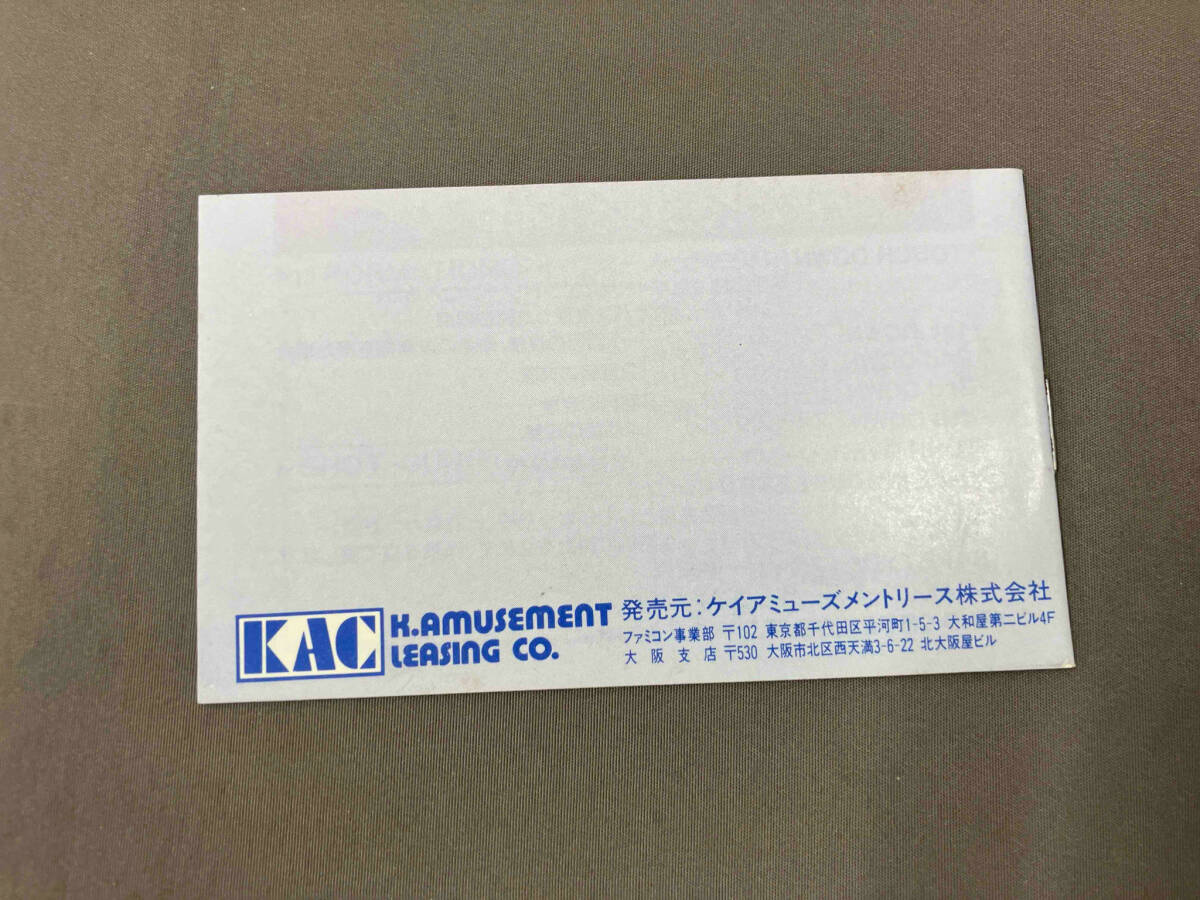 KAC
K.AMUSEMENT
LEASING CO.
発売元：ケイアミューズメントリース株式会社
ファミコン事業部 〒102 東京都千代田区平河町1-5-3 大和屋第二ビル4F
大阪支店 〒530 大阪市北区西天満3-6-22 北大阪屋ビル